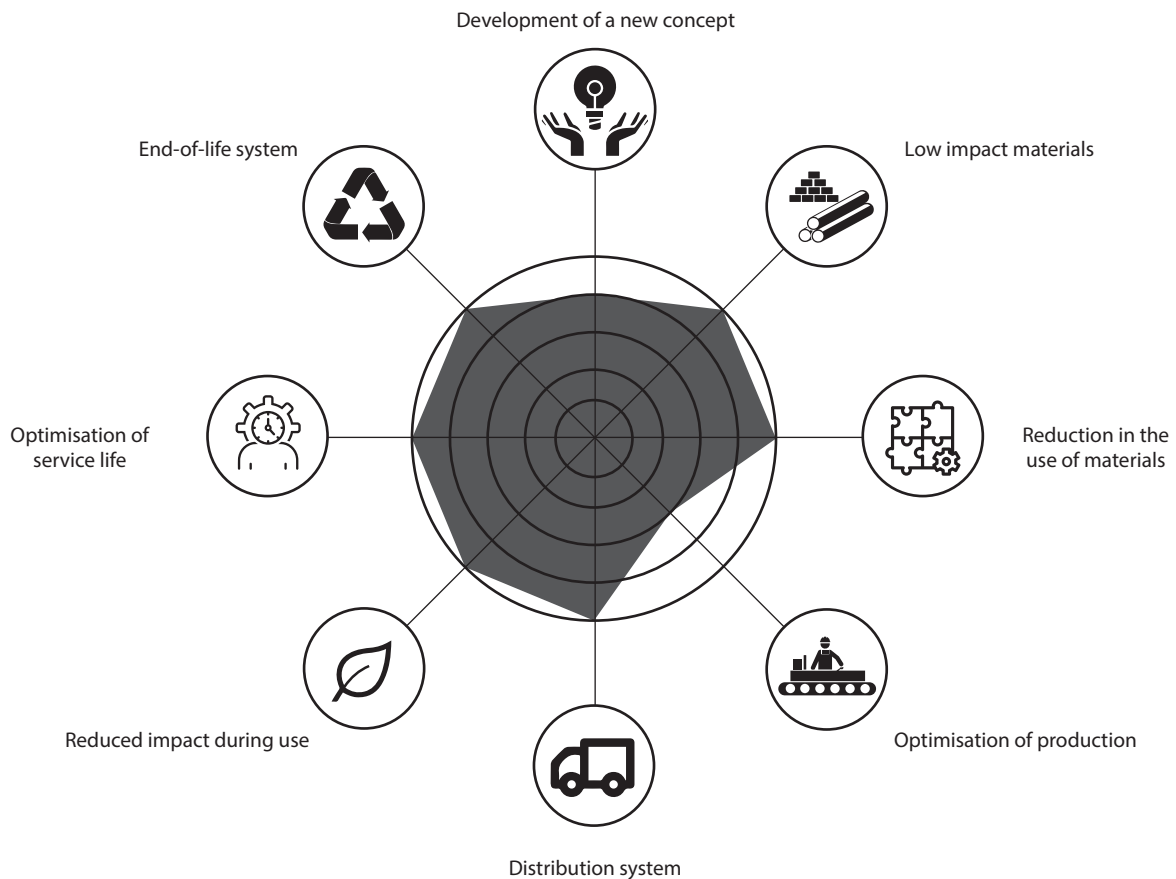 Development of a new concept
End-of-life system
Low impact materials
Optimisation of
service life
Reduction in the
use of materials
Reduced impact during use
Optimisation of production
Distribution system